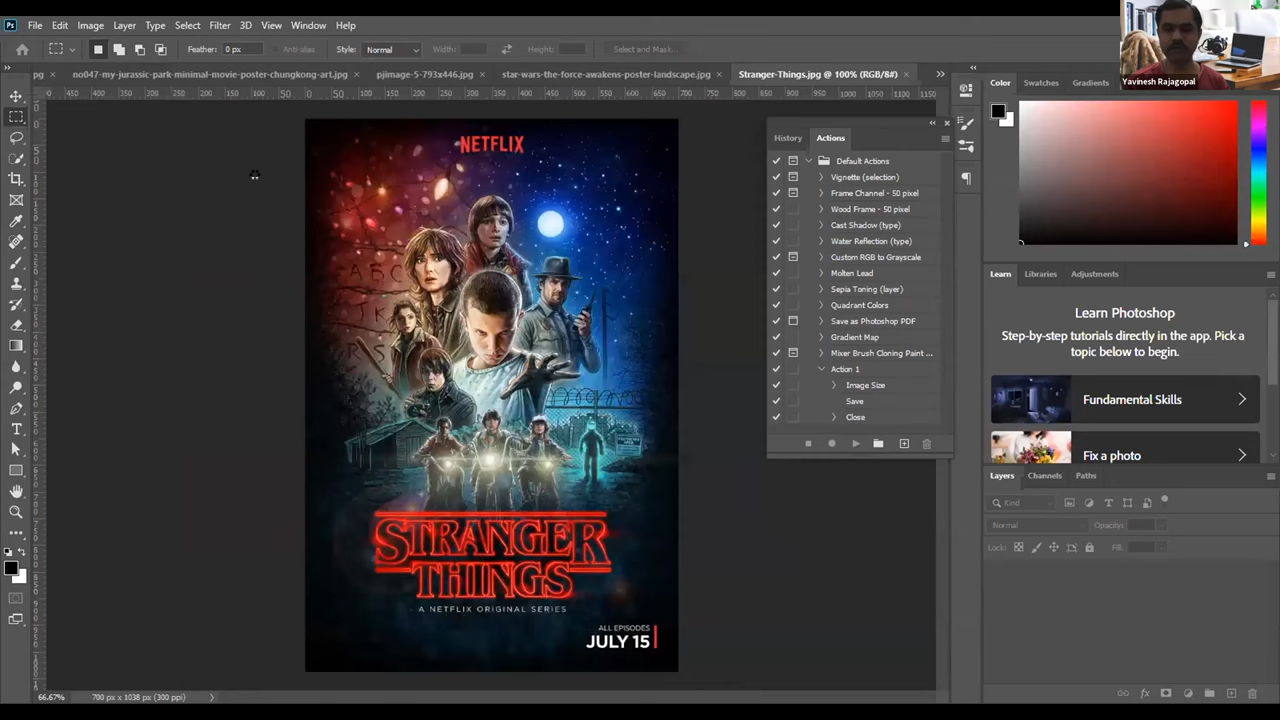 Ps File Edit Image Layer Type Select Filter 3D View Window Help
Feather: 0 px Anti-alias Style: Normal Width: Height: Select and Mask...
pg × no047-my-jurassic-park-minimal-movie-poster-chungkong-art.jpg × pjimage-5-793x446.jpg × star-wars-the-force-awakens-poster-landscape.jpg × Stranger-Things.jpg @ 100% (RGB/8#) ×
Yavinesh Rajagopal
Color Swatches Gradients
History Actions
Default Actions
Vignette (selection)
Frame Channel - 50 pixel
Wood Frame - 50 pixel
Cast Shadow (type)
Water Reflection (type)
Custom RGB to Grayscale
Molten Lead
Sepia Toning (layer)
Quadrant Colors
Save as Photoshop PDF
Gradient Map
Mixer Brush Cloning Paint ...
Action 1
Image Size
Save
Close
NETFLIX
A B C
J K
R S
STRANGER
THINGS
A NETFLIX ORIGINAL SERIES
ALL EPISODES
JULY 15
Learn Libraries Adjustments
Learn Photoshop
Step-by-step tutorials directly in the app. Pick a
topic below to begin.
Fundamental Skills
Fix a photo
Layers Channels Paths
Kind
Normal Opacity:
Lock: Fill:
66.67% 700 px x 1038 px (300 ppi)